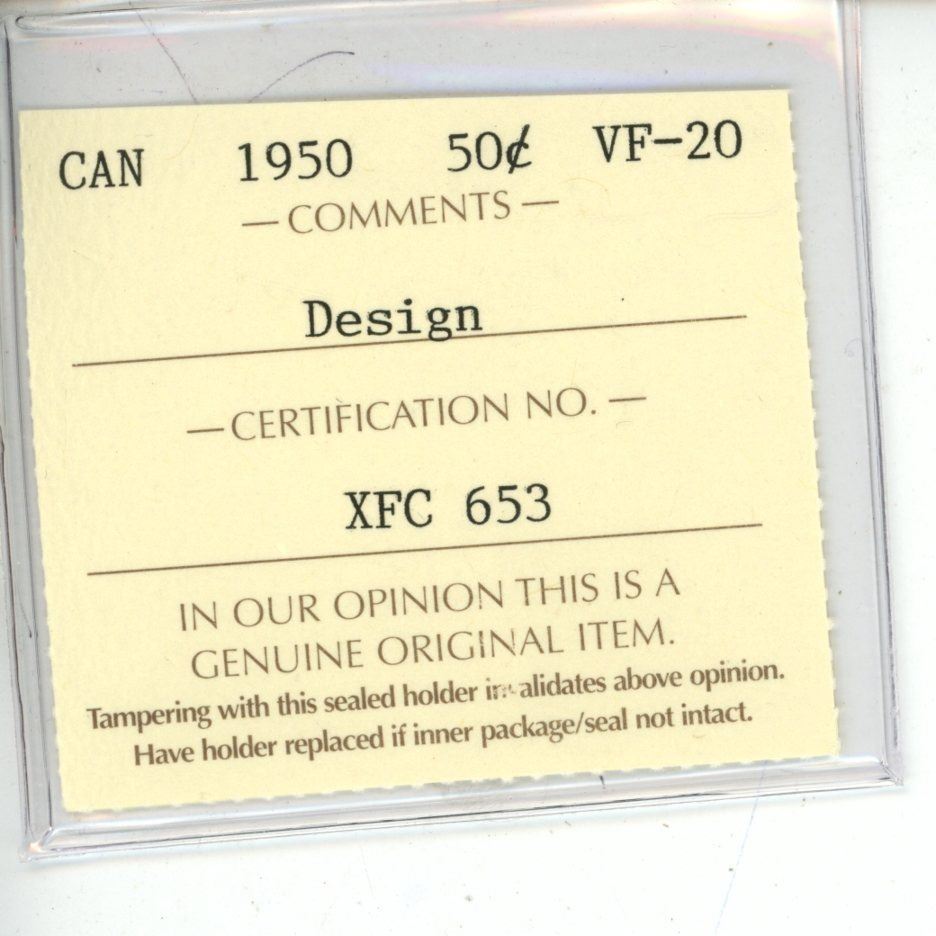 CAN 1950 50¢ VF-20
— COMMENTS —
Design
— CERTIFICATION NO. —
XFC 653
IN OUR OPINION THIS IS A
GENUINE ORIGINAL ITEM.
Tampering with this sealed holder invalidates above opinion.
Have holder replaced if inner package/seal not intact.